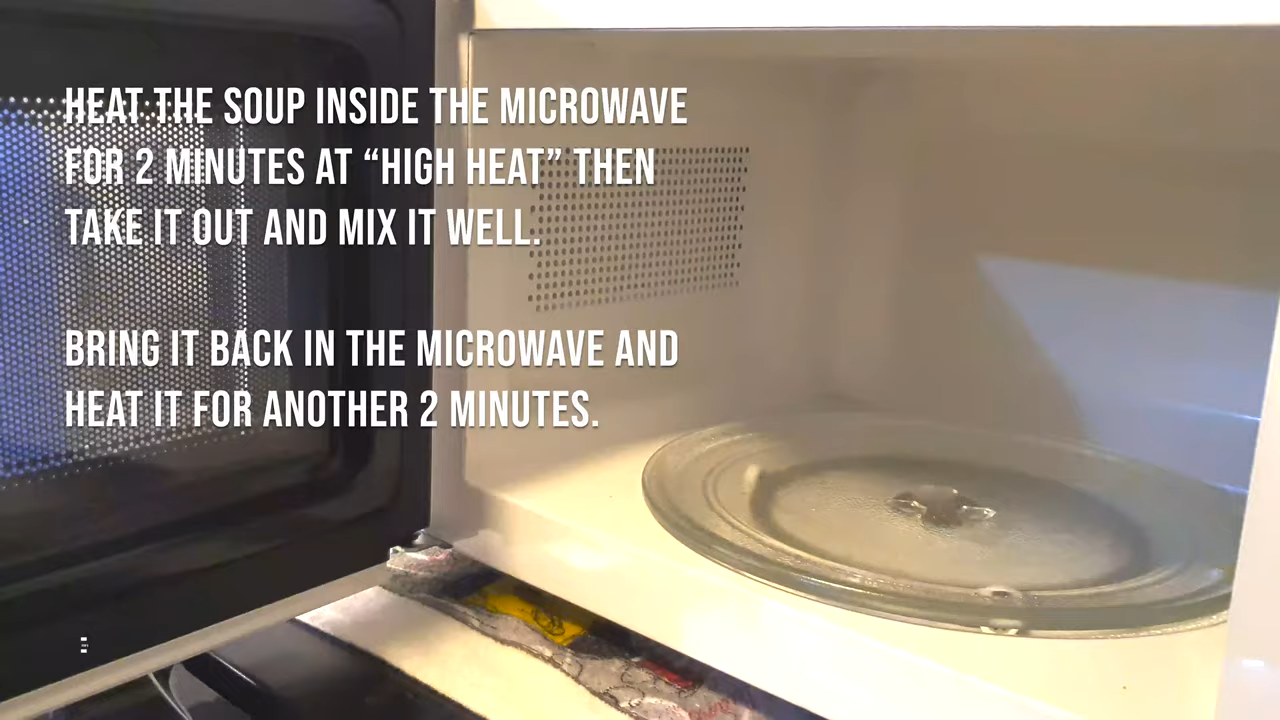 HEAT THE SOUP INSIDE THE MICROWAVE
FOR 2 MINUTES AT “HIGH HEAT” THEN
TAKE IT OUT AND MIX IT WELL.
BRING IT BACK IN THE MICROWAVE AND
HEAT IT FOR ANOTHER 2 MINUTES.